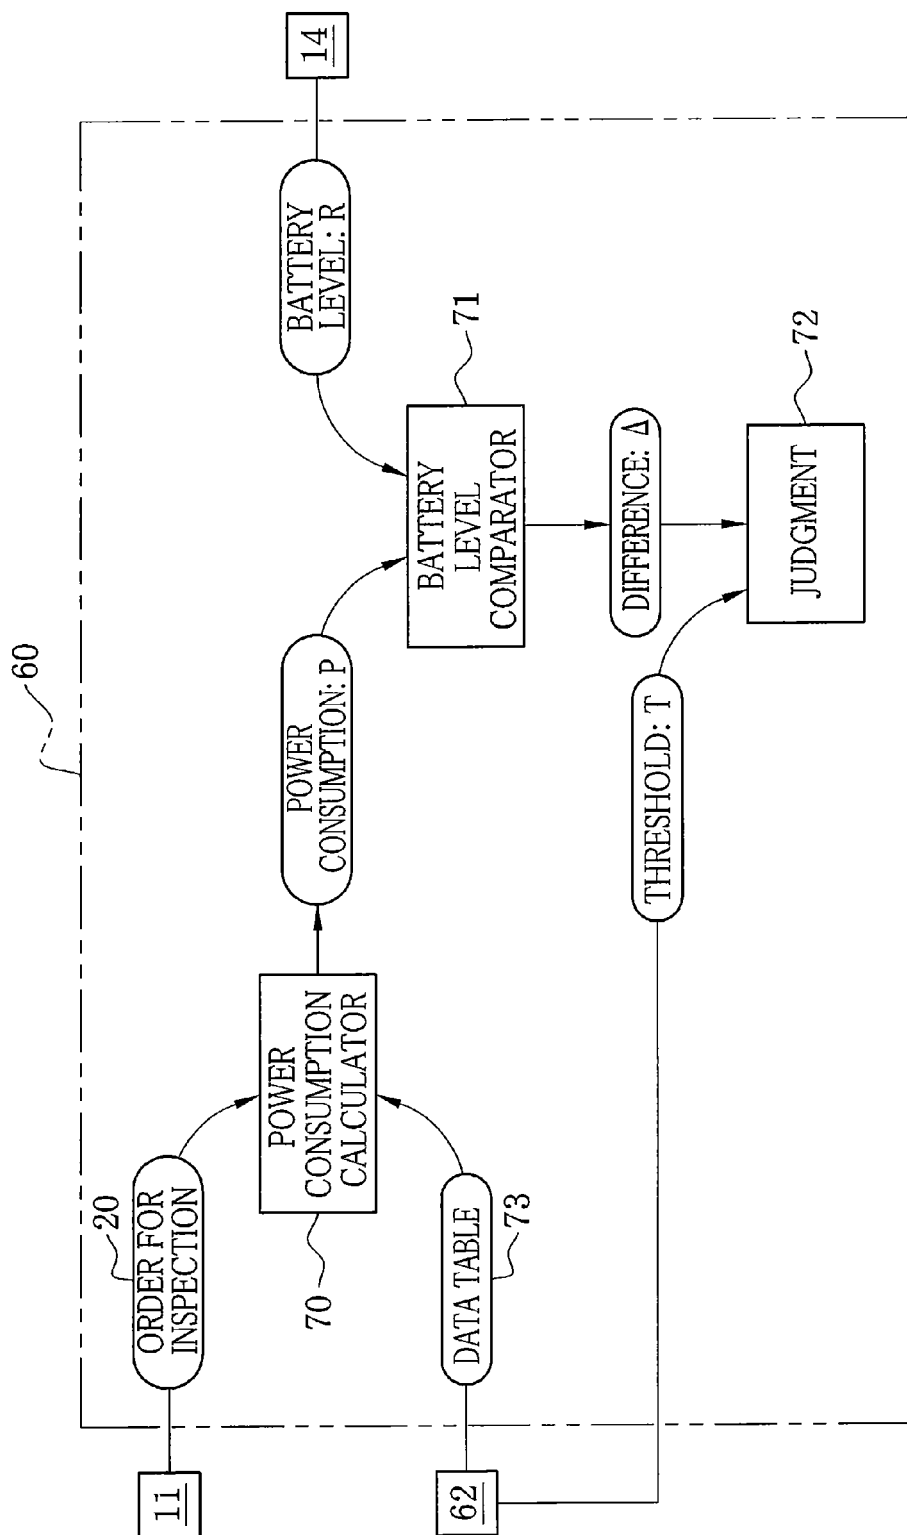 60
20
11
ORDER FOR
INSPECTION
POWER
CONSUMPTION
CALCULATOR
70
POWER
CONSUMPTION: P
BATTERY
LEVEL: R
14
62
DATA TABLE
73
BATTERY
LEVEL
COMPARATOR
71
DIFFERENCE: Δ
THRESHOLD: T
JUDGMENT
72